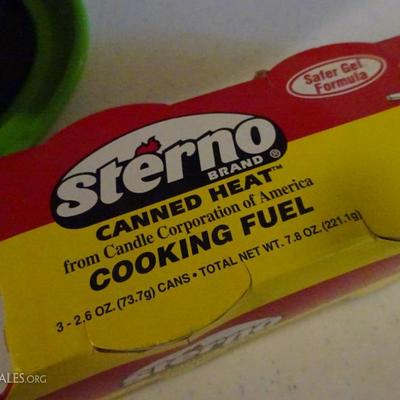 Safer Gel
Formula
Sterno
BRAND®
CANNED HEAT™
from Candle Corporation of America
COOKING FUEL
3 - 2.6 OZ. (73.7g) CANS • TOTAL NET WT. 7.8 OZ. (221.1g)
Sterno
ALES.ORG